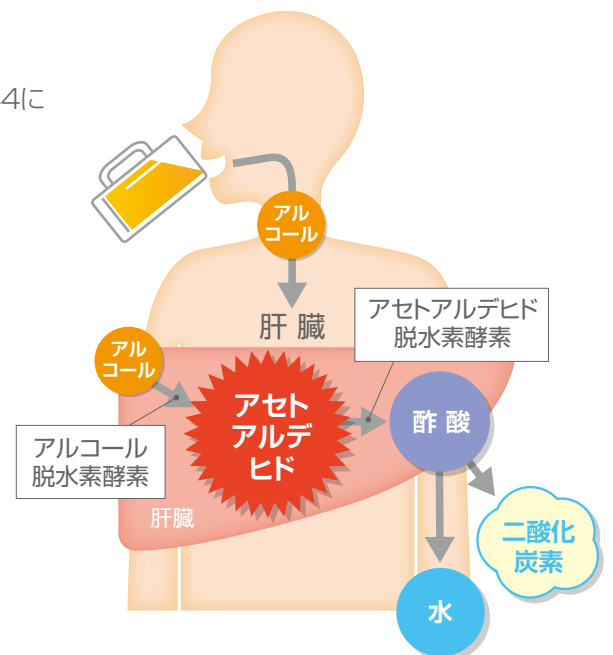 4に
アル
コール
肝臓
アセトアルデヒド
脱水素酵素
アル
コール
アセト
アルデ
ヒド
酢酸
アルコール
脱水素酵素
肝臓
二酸化
炭素
水